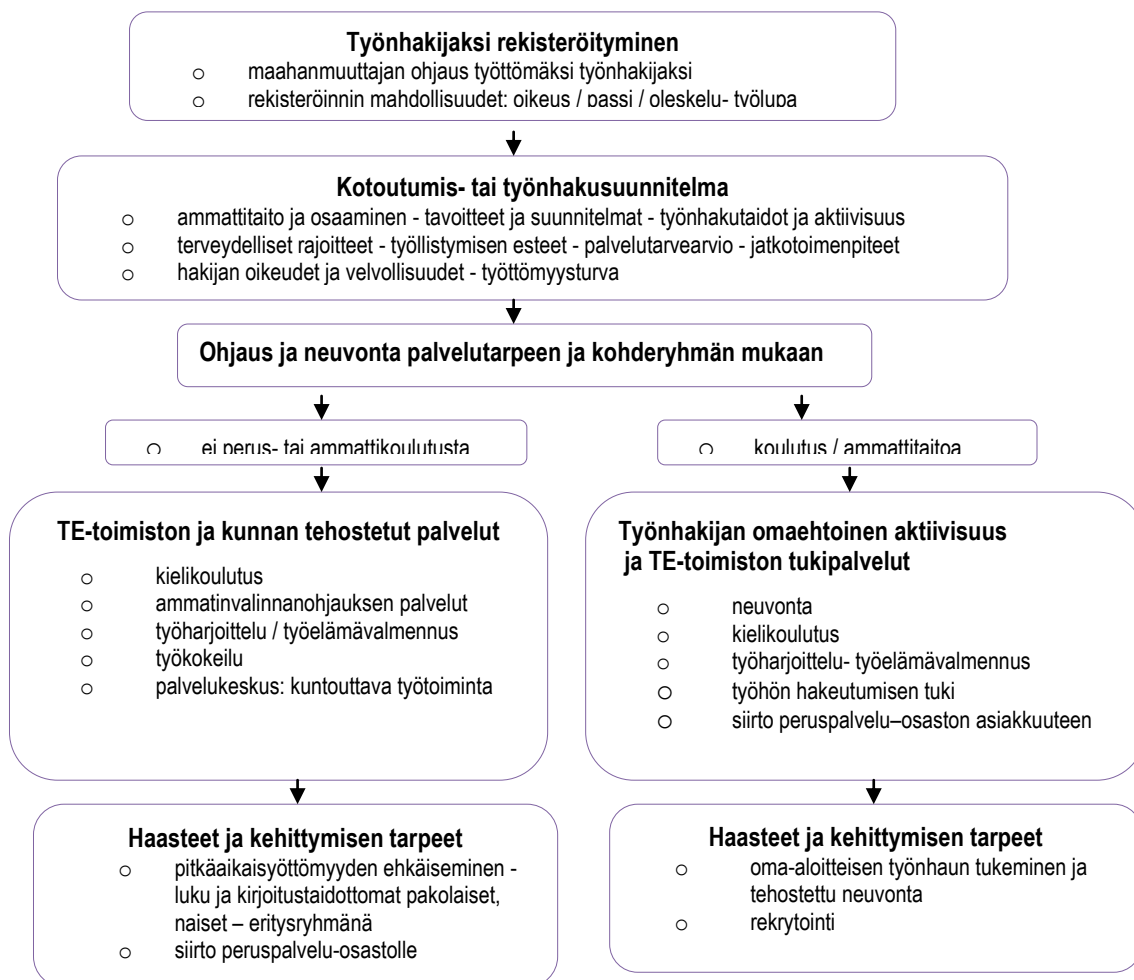 Työnhakijaksi rekisteröityminen
o maahanmuuttajan ohjaus työttömäksi työnhakijaksi
o rekisteröinnin mahdollisuudet: oikeus / passi / oleskelu- työlupa
Kotoutumis- tai työnhakusuunnitelma
o ammattitaito ja osaaminen - tavoitteet ja suunnitelmat - työnhakutaidot ja aktiivisuus
o terveydelliset rajoitteet - työllistymisen esteet - palvelutarvearvio - jatkotoimenpiteet
o hakijan oikeudet ja velvollisuudet - työttömyysturva
Ohjaus ja neuvonta palvelutarpeen ja kohderyhmän mukaan
o ei perus- tai ammattikoulutusta
o koulutus / ammattitaitoa
TE-toimiston ja kunnan tehostetut palvelut
o kielikoulutus
o ammatinvalinnanohjauksen palvelut
o työharjoittelu / työelämävalmennus
o työkokeilu
o palvelukeskus: kuntouttava työtoiminta
Työnhakijan omaehtoinen aktiivisuus
ja TE-toimiston tukipalvelut
o neuvonta
o kielikoulutus
o työharjoittelu- työelämävalmennus
o työhön hakeutumisen tuki
o siirto peruspalvelu–osaston asiakkuuteen
Haasteet ja kehittymisen tarpeet
o pitkäaikaisyöttömyyden ehkäiseminen -
luku ja kirjoitustaidottomat pakolaiset,
naiset – eritysryhmänä
o siirto peruspalvelu-osastolle
Haasteet ja kehittymisen tarpeet
o oma-aloitteisen työnhaun tukeminen ja
tehostettu neuvonta
o rekrytointi